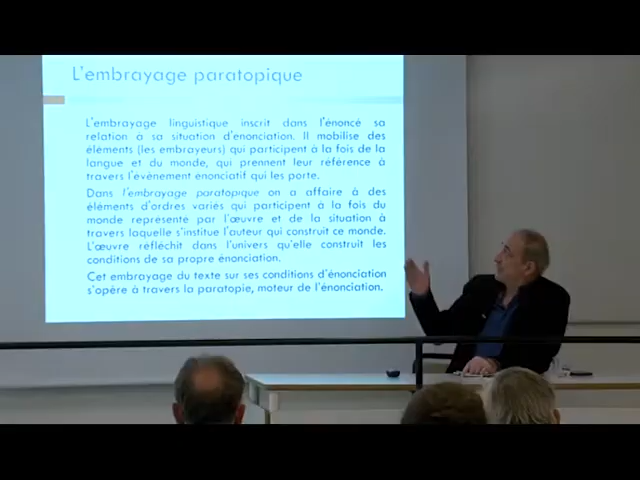 L'embrayage paratopique
L'embrayage linguistique inscrit dans l'énoncé sa
relation à sa situation d'énonciation. Il mobilise des
éléments (les embrayeurs) qui participent à la fois de la
langue et du monde, qui prennent leur référence à
travers l'événement énonciatif qui les porte.
Dans l'embrayage paratopique on a affaire à des
éléments d'ordres variés qui participent à la fois du
monde représenté par l'œuvre et de la situation à
travers laquelle s'institue l'auteur qui construit ce monde.
L'œuvre réfléchit dans l'univers qu'elle construit les
conditions de sa propre énonciation.
Cet embrayage du texte sur ses conditions d'énonciation
s'opère à travers la paratopie, moteur de l'énonciation.